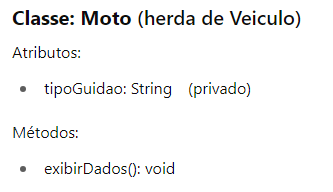 Classe: Moto (herda de Veiculo)
Atributos:
• tipoGuidao: String (privado)
Métodos:
• exibirDados(): void